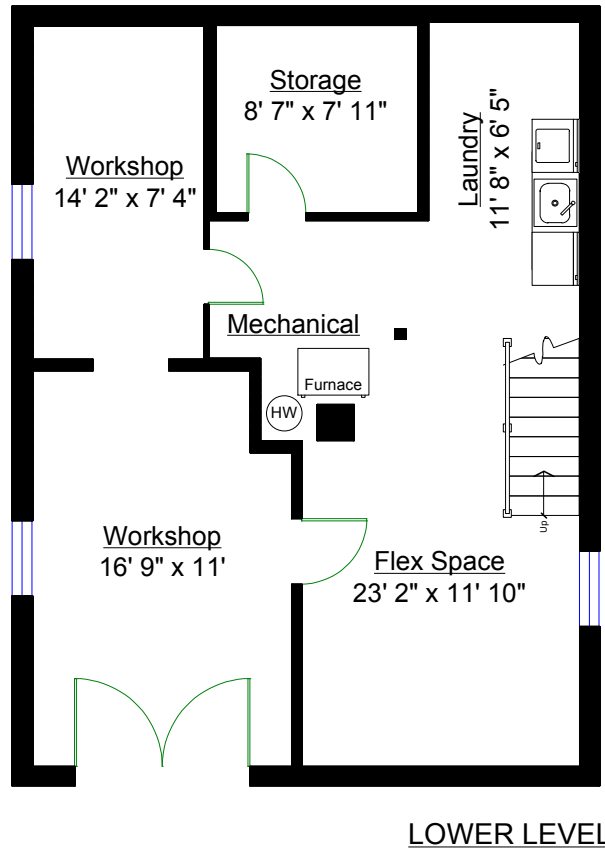 Storage
8' 7" x 7' 11"
Laundry
11' 8" x 6' 5"
Workshop
14' 2" x 7' 4"
Mechanical
Furnace
HW
Up
Workshop
16' 9" x 11'
Flex Space
23' 2" x 11' 10"
LOWER LEVEL